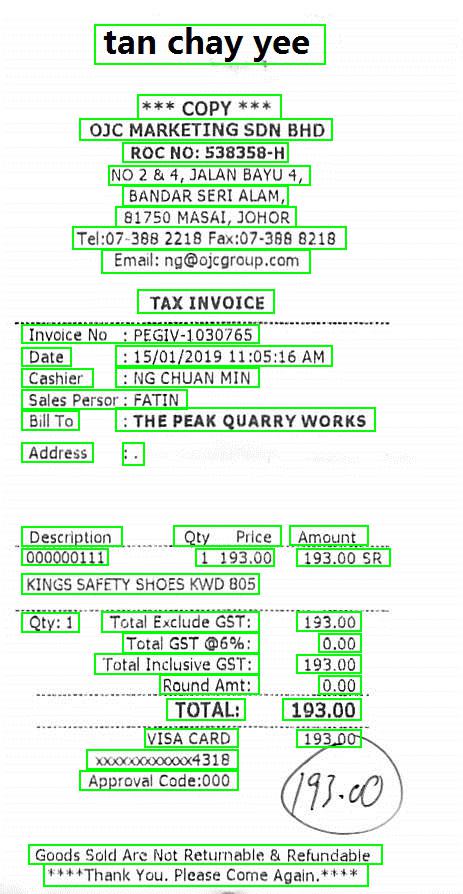 tan chay yee
*** COPY ***
OJC MARKETING SDN BHD
ROC NO: 538358-H
NO 2 & 4, JALAN BAYU 4,
BANDAR SERI ALAM,
81750 MASAI, JOHOR
Tel:07-388 2218 Fax:07-388 8218
Email: ng@ojcgroup.com
TAX INVOICE
Invoice No : PEGIV-1030765
Date : 15/01/2019 11:05:16 AM
Cashier : NG CHUAN MIN
Sales Persor : FATIN
Bill To : THE PEAK QUARRY WORKS
Address : .
Description Qty Price Amount
000000111 1 193.00 193.00 SR
KINGS SAFETY SHOES KWD 805
Qty: 1 Total Exclude GST: 193.00
Total GST @6%: 0.00
Total Inclusive GST: 193.00
Round Amt: 0.00
TOTAL: 193.00
VISA CARD 193.00
xxxxxxxxxxxx4318
Approval Code:000
193.00
Goods Sold Are Not Returnable & Refundable
****Thank You. Please Come Again.****